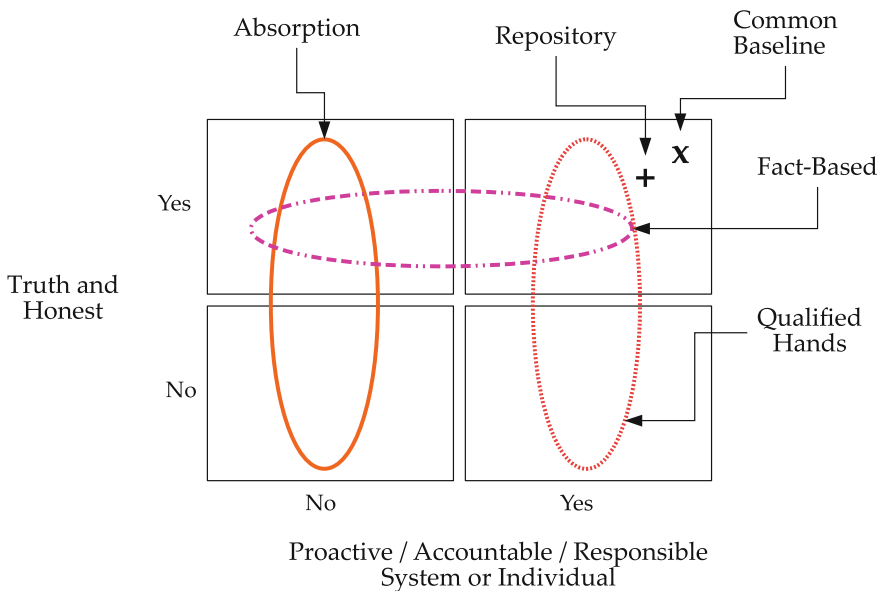 Absorption
Repository
Common
Baseline
x
+
Fact-Based
Yes
Truth and
Honest
Qualified
Hands
No
No
Yes
Proactive / Accountable / Responsible
System or Individual